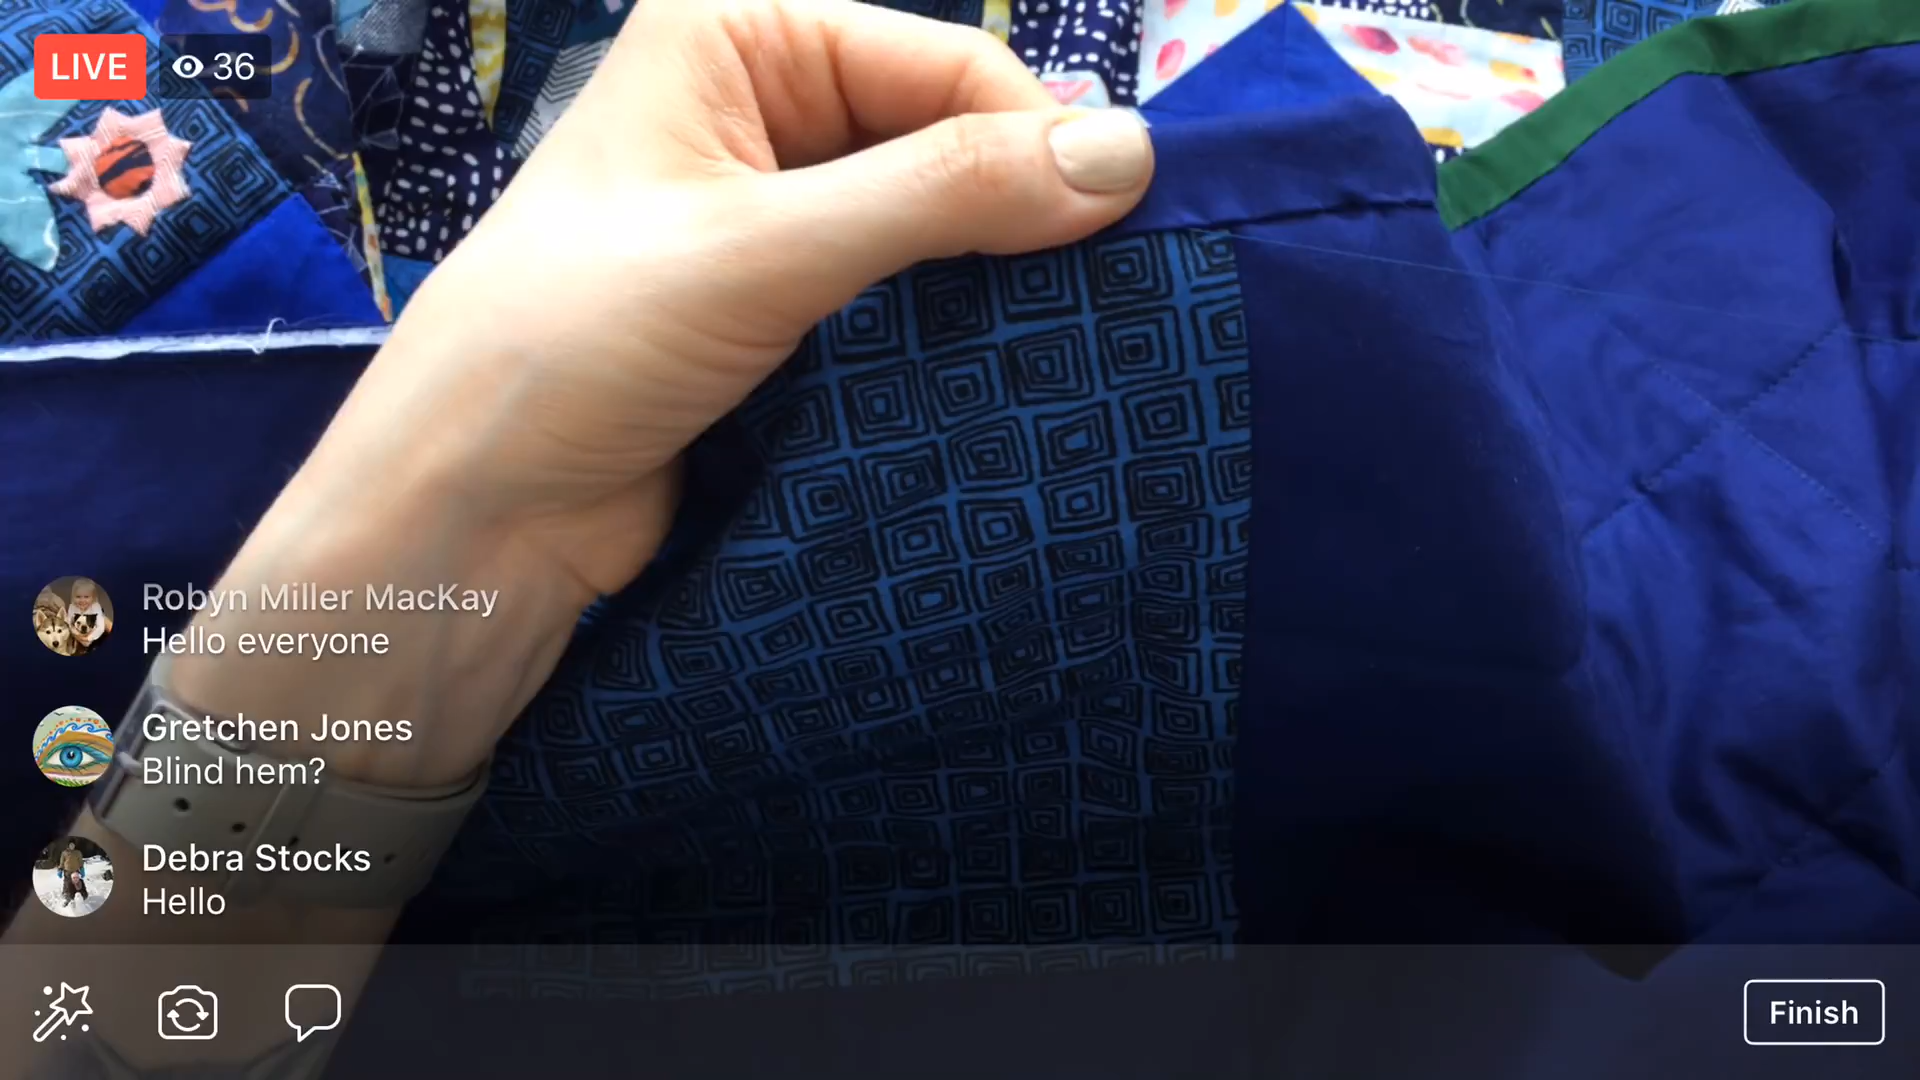 LIVE 36
Robyn Miller MacKay
Hello everyone
Gretchen Jones
Blind hem?
Debra Stocks
Hello
Finish